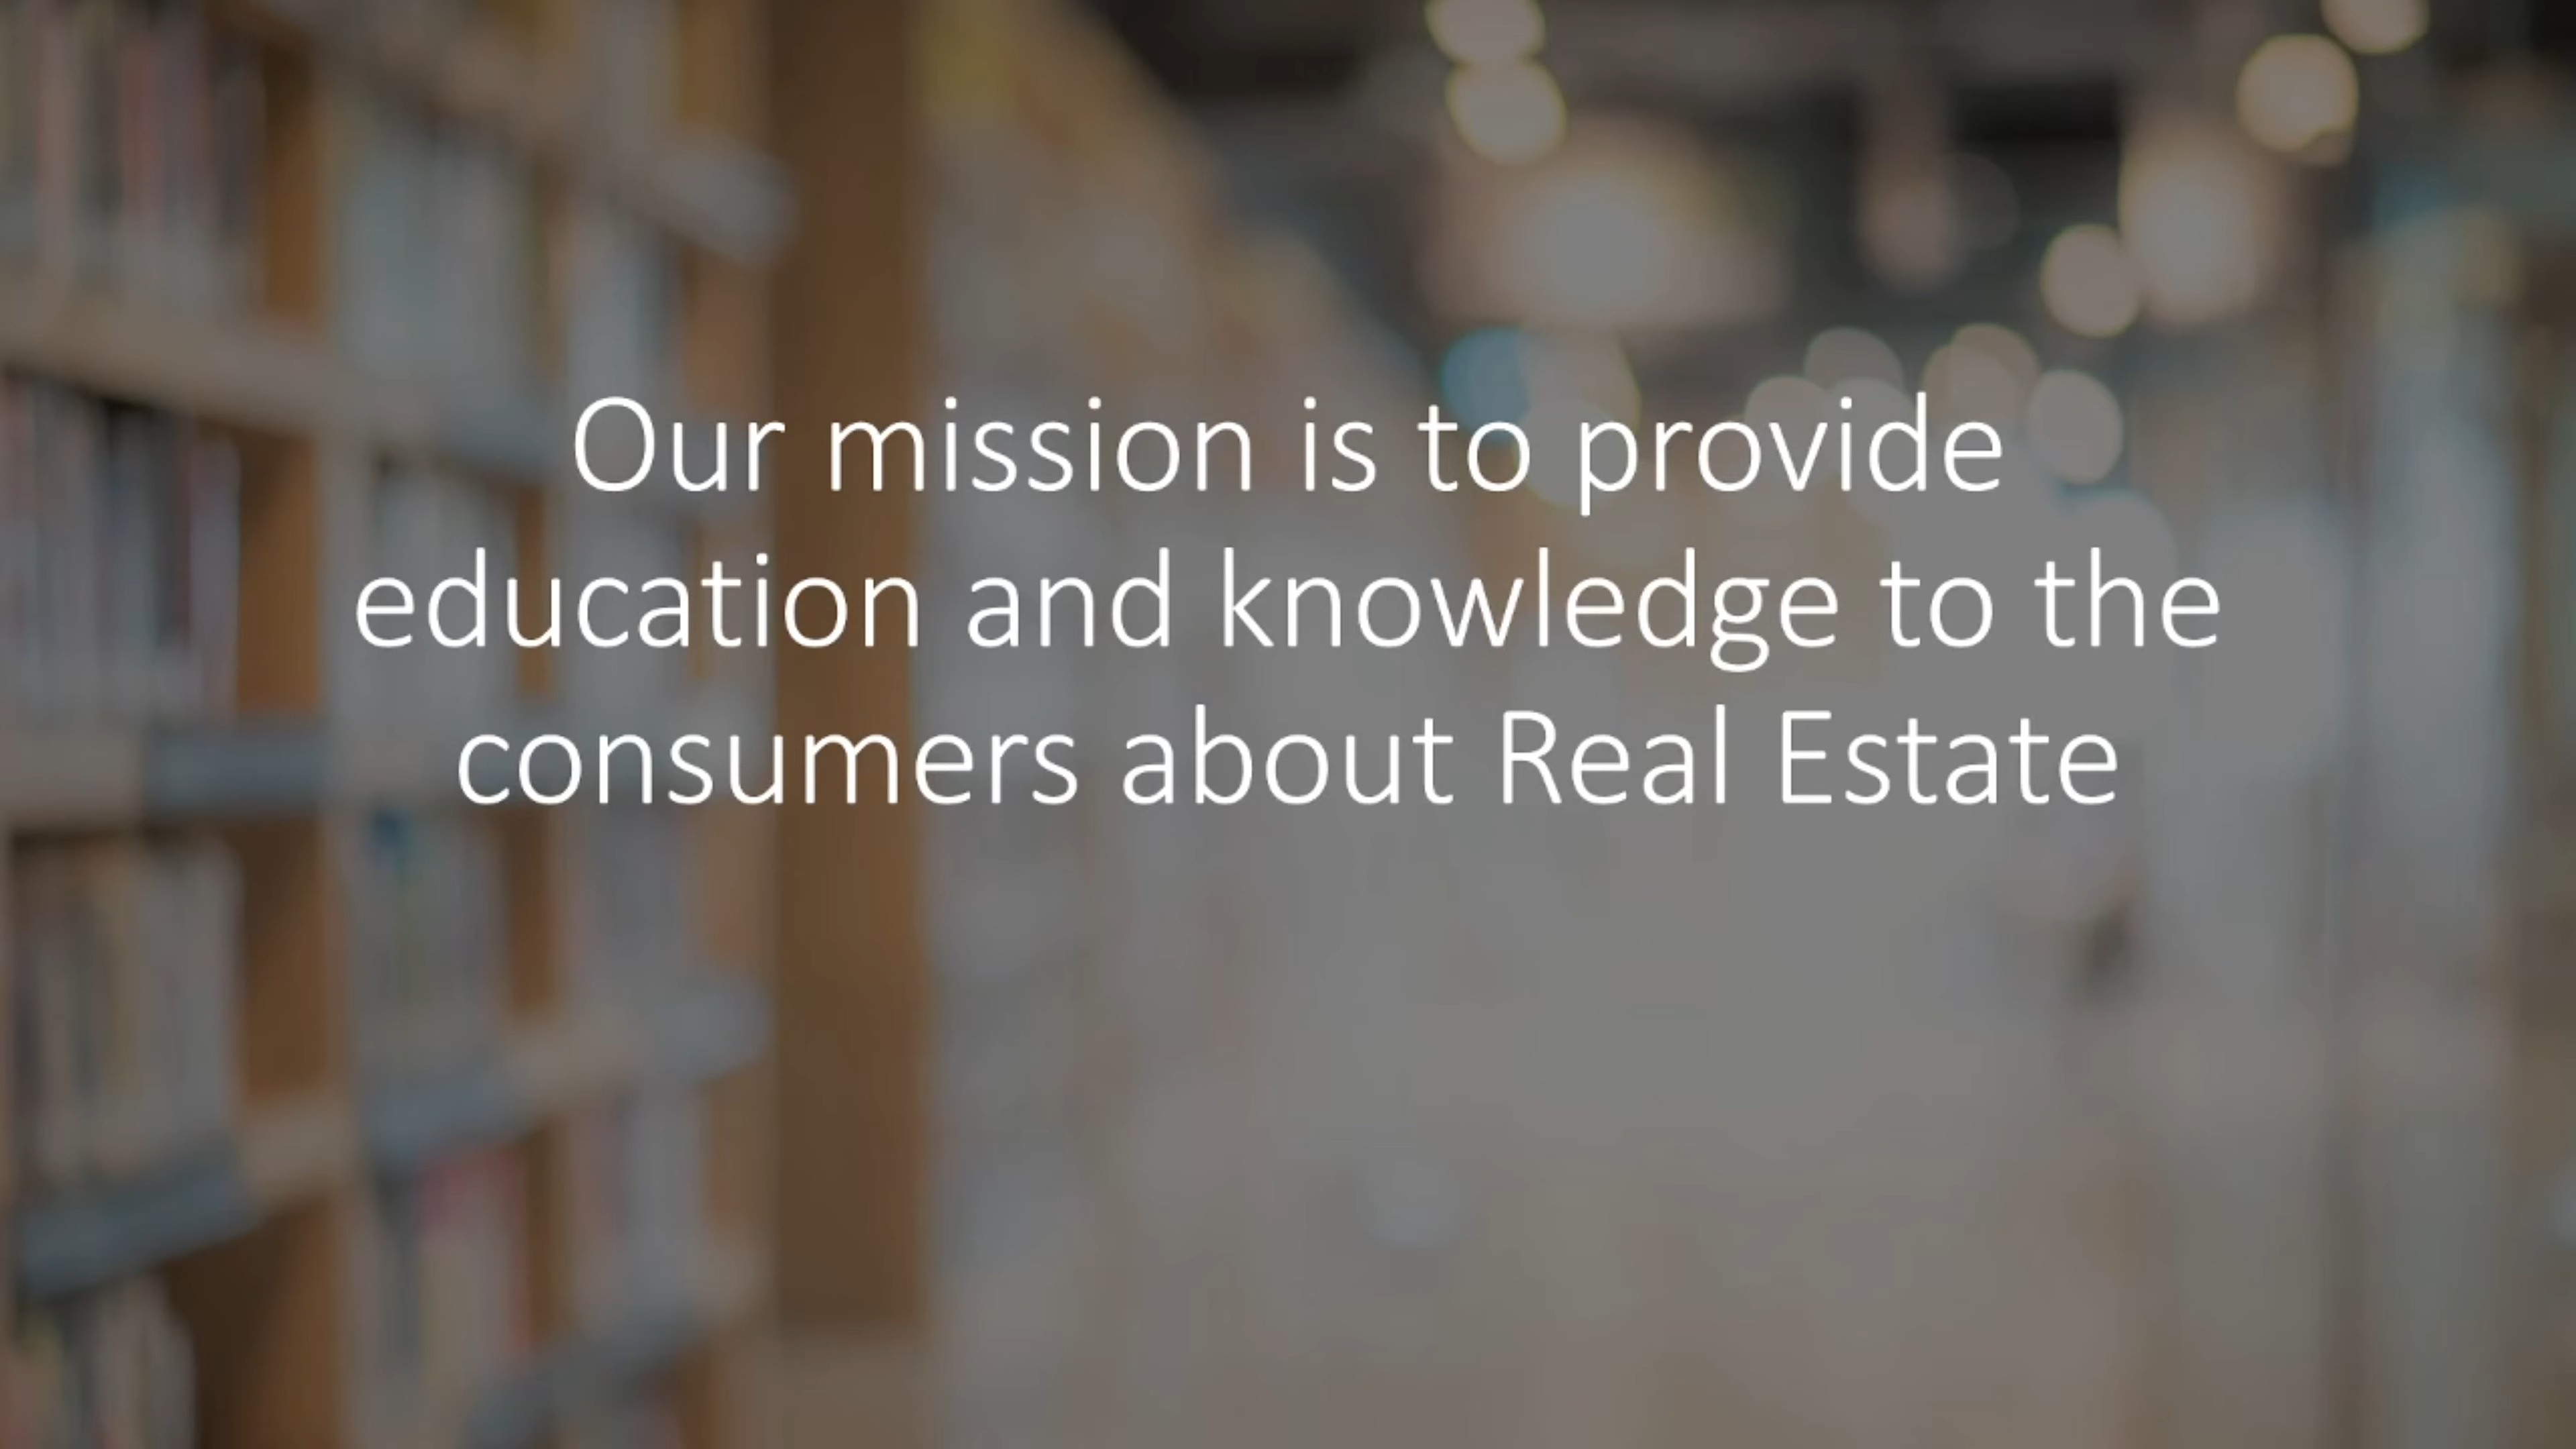 Our mission is to provide
education and knowledge to the
consumers about Real Estate